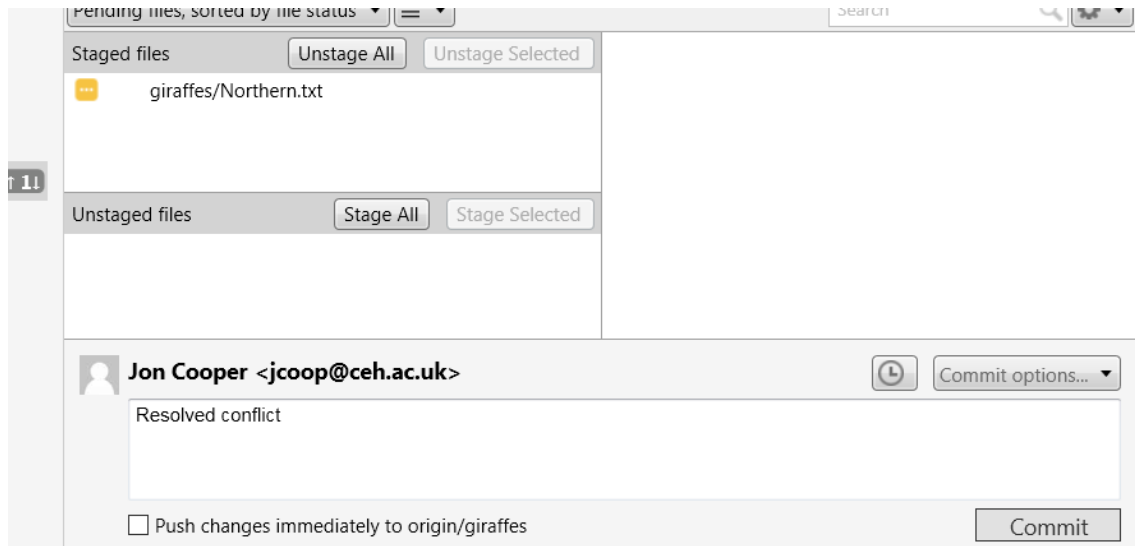 Pending files, sorted by file status
Search
Staged files Unstage All Unstage Selected
giraffes/Northern.txt
↑ 1↓
Unstaged files Stage All Stage Selected
Jon Cooper <jcoop@ceh.ac.uk>
Commit options...
Resolved conflict
Push changes immediately to origin/giraffes
Commit